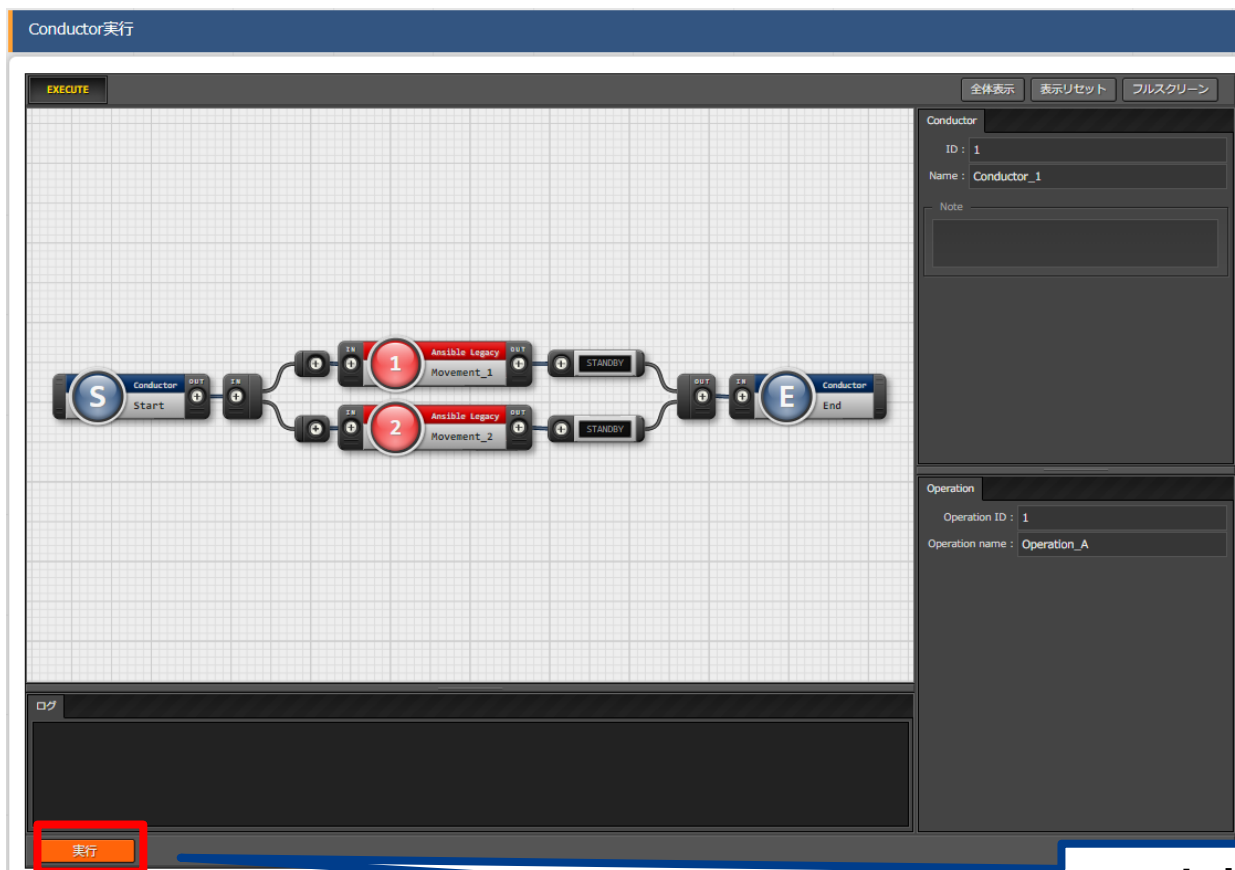 Conductor実行
EXECUTE
全体表示 表示リセット フルスクリーン
Conductor
ID : 1
Name : Conductor_1
Note
IN
1
Ansible Legacy
Movement_1
OUT
STANDBY
S
Conductor
Start
OUT
IN
OUT
IN
E
Conductor
End
IN
2
Ansible Legacy
Movement_2
OUT
STANDBY
Operation
Operation ID : 1
Operation name : Operation_A
ログ
実行